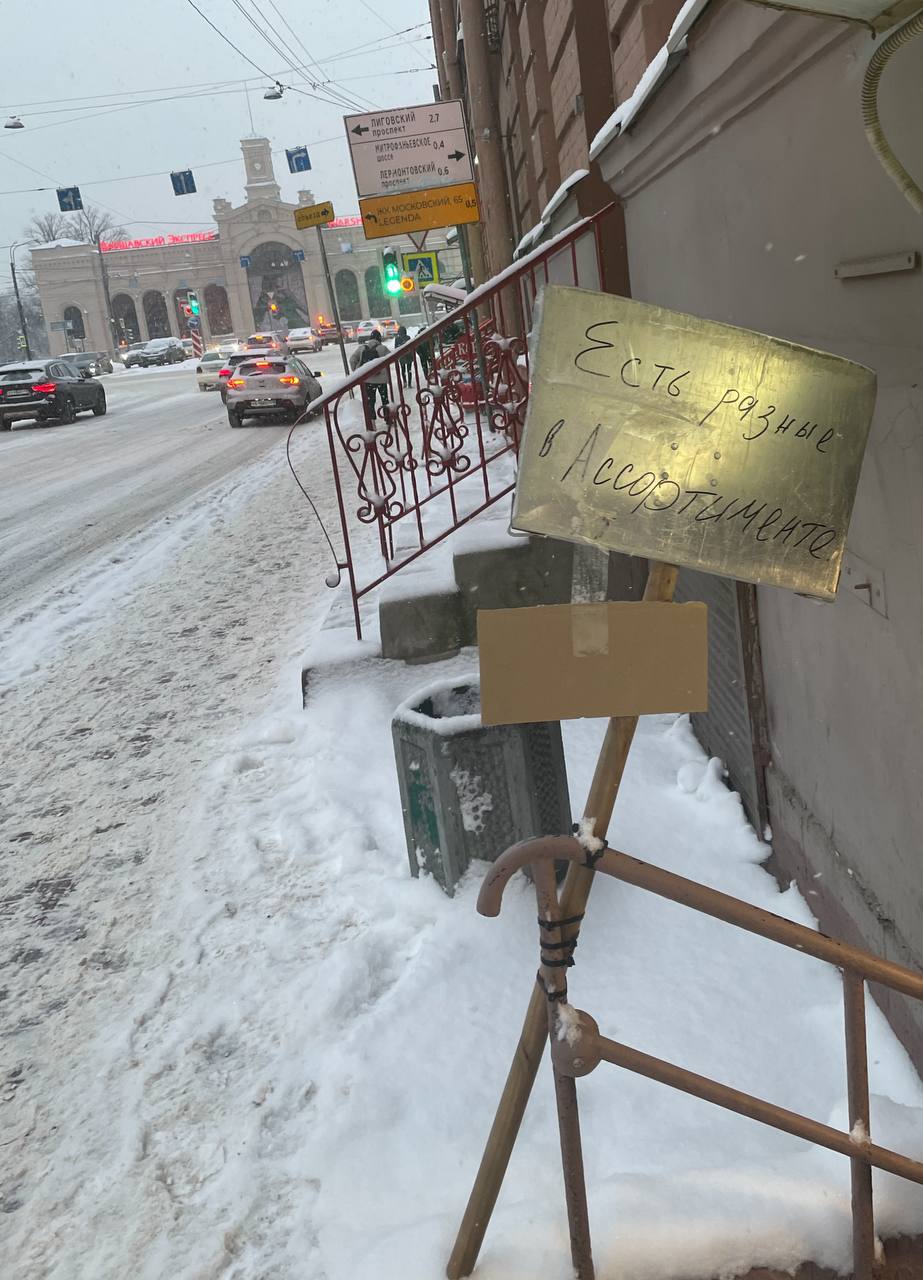 ЛИГОВСКИЙ 2.7
проспект
МИТРОФАНЬЕВСКОЕ 0.4
шоссе
ЛЕРМОНТОВСКИЙ 0.6
проспект
ЖК МОСКОВСКИЙ, 65 0,5
LEGENDA
ВАРШАВСКИЙ ЭКСПРЕСС
WARSH
Есть разные
в Ассортименте